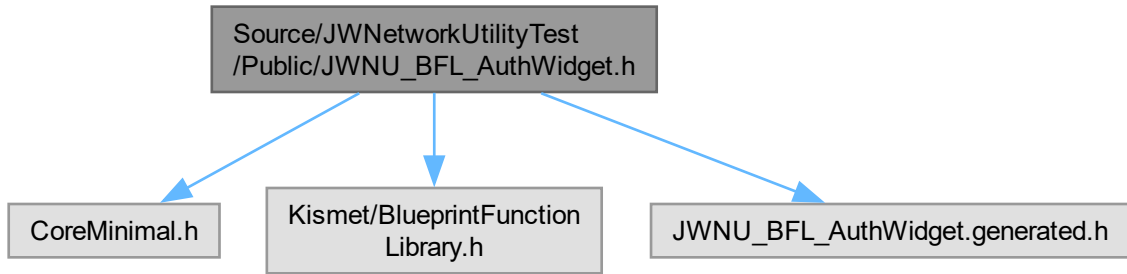 Source/JWNetworkUtilityTest
/Public/JWNU_BFL_AuthWidget.h
CoreMinimal.h
Kismet/BlueprintFunction
Library.h
JWNU_BFL_AuthWidget.generated.h